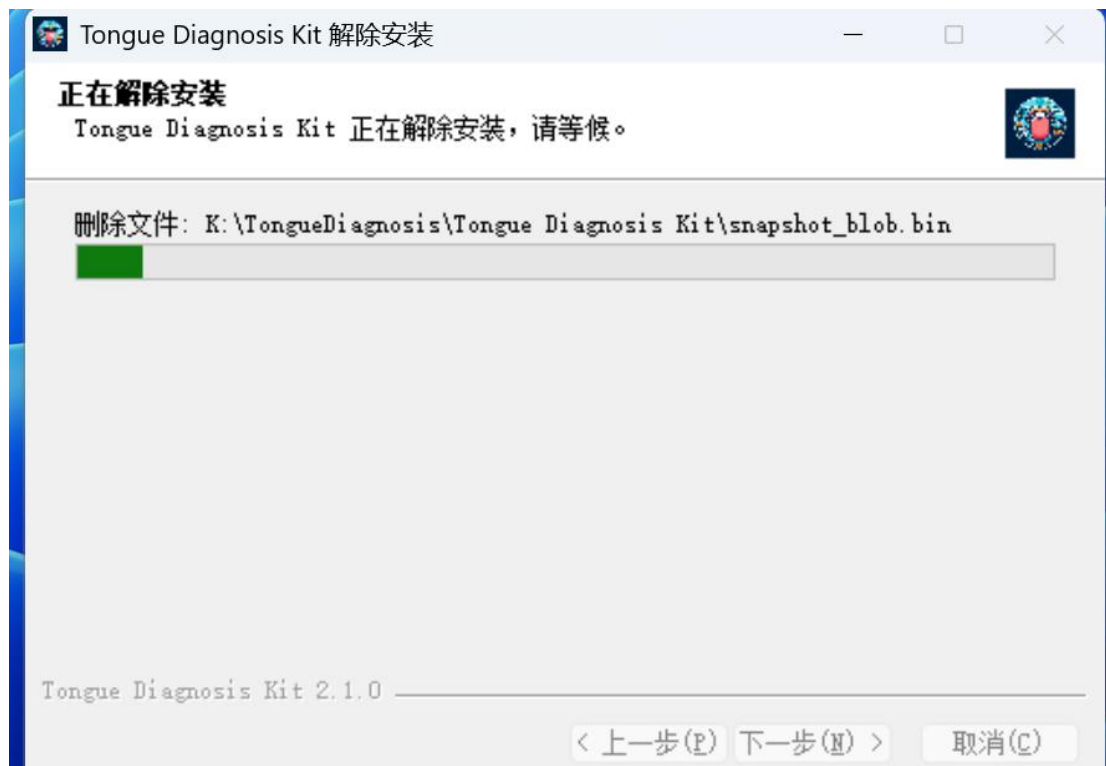 Tongue Diagnosis Kit 解除安装
正在解除安装
Tongue Diagnosis Kit 正在解除安装，请等候。
删除文件: K:\TongueDiagnosis\Tongue Diagnosis Kit\snapshot_blob.bin
Tongue Diagnosis Kit 2.1.0
< 上一步(P) 下一步(N) > 取消(C)